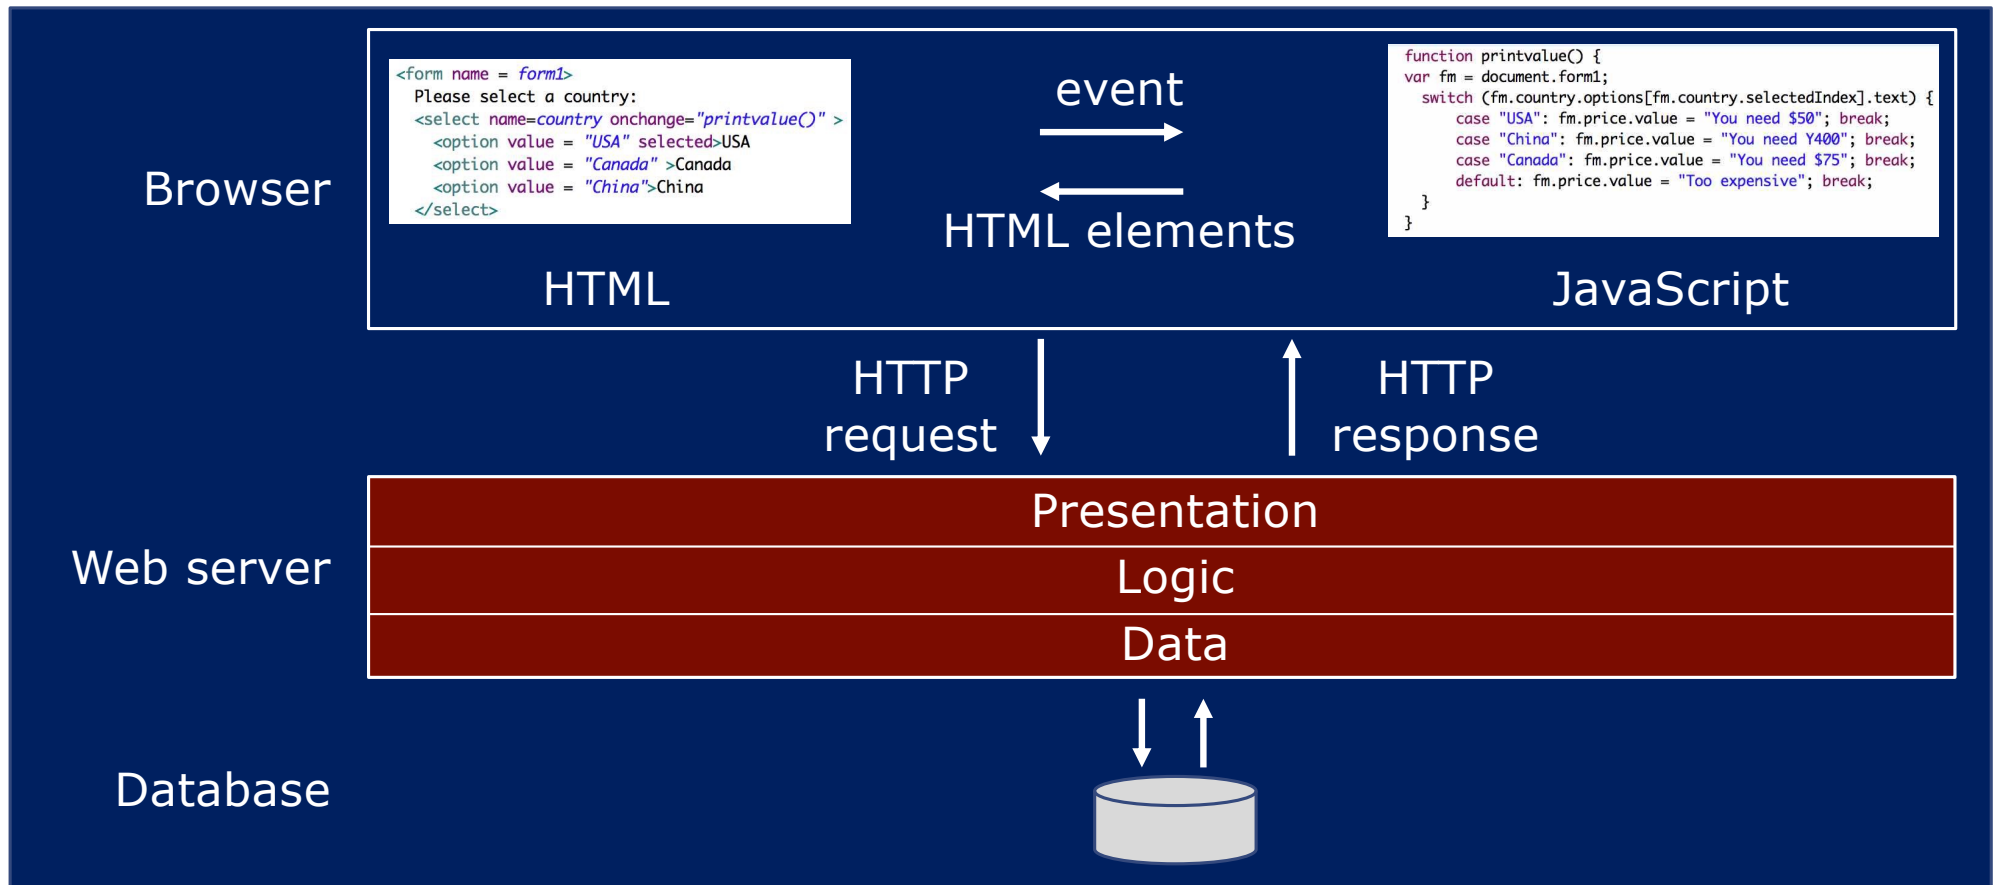 Browser
<form name = form1>
Please select a country:
<select name=country onchange="printvalue()" >
<option value = "USA" selected>USA
<option value = "Canada" >Canada
<option value = "China">China
</select>
HTML
event
HTML elements
function printvalue() {
var fm = document.form1;
switch (fm.country.options[fm.country.selectedIndex].text) {
case "USA": fm.price.value = "You need $50"; break;
case "China": fm.price.value = "You need Y400"; break;
case "Canada": fm.price.value = "You need $75"; break;
default: fm.price.value = "Too expensive"; break;
}
}
JavaScript
HTTP
request
HTTP
response
Web server
Presentation
Logic
Data
Database